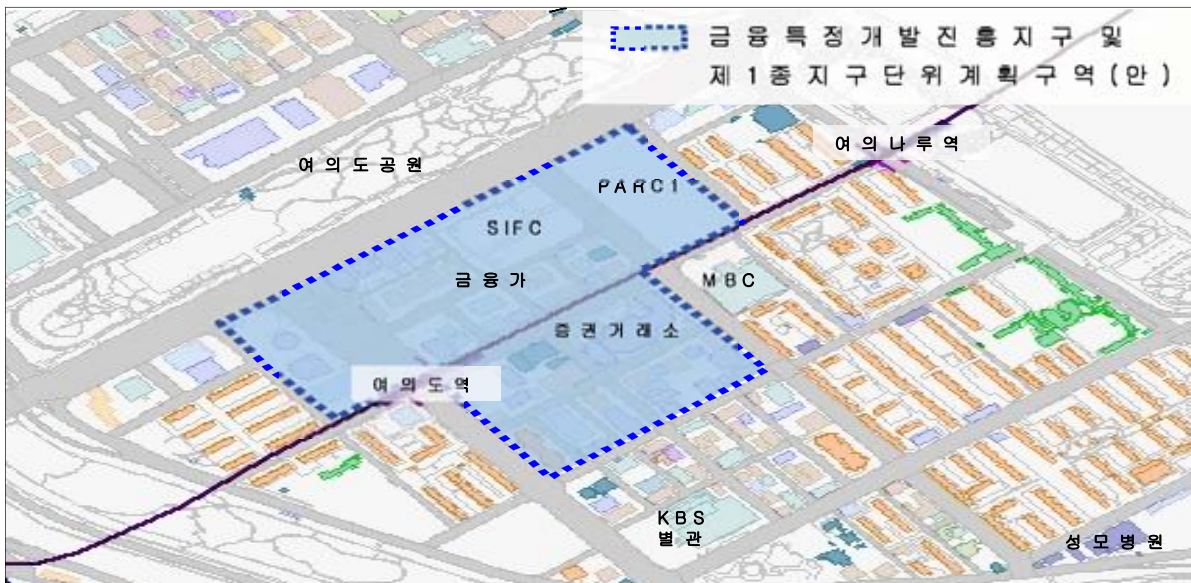 금융특정개발진흥지구 및
제1종지구단위계획구역(안)
여의나루역
여의도공원
PARC1
SIFC
금융가
MBC
증권거래소
여의도역
KBS
별관
성모병원